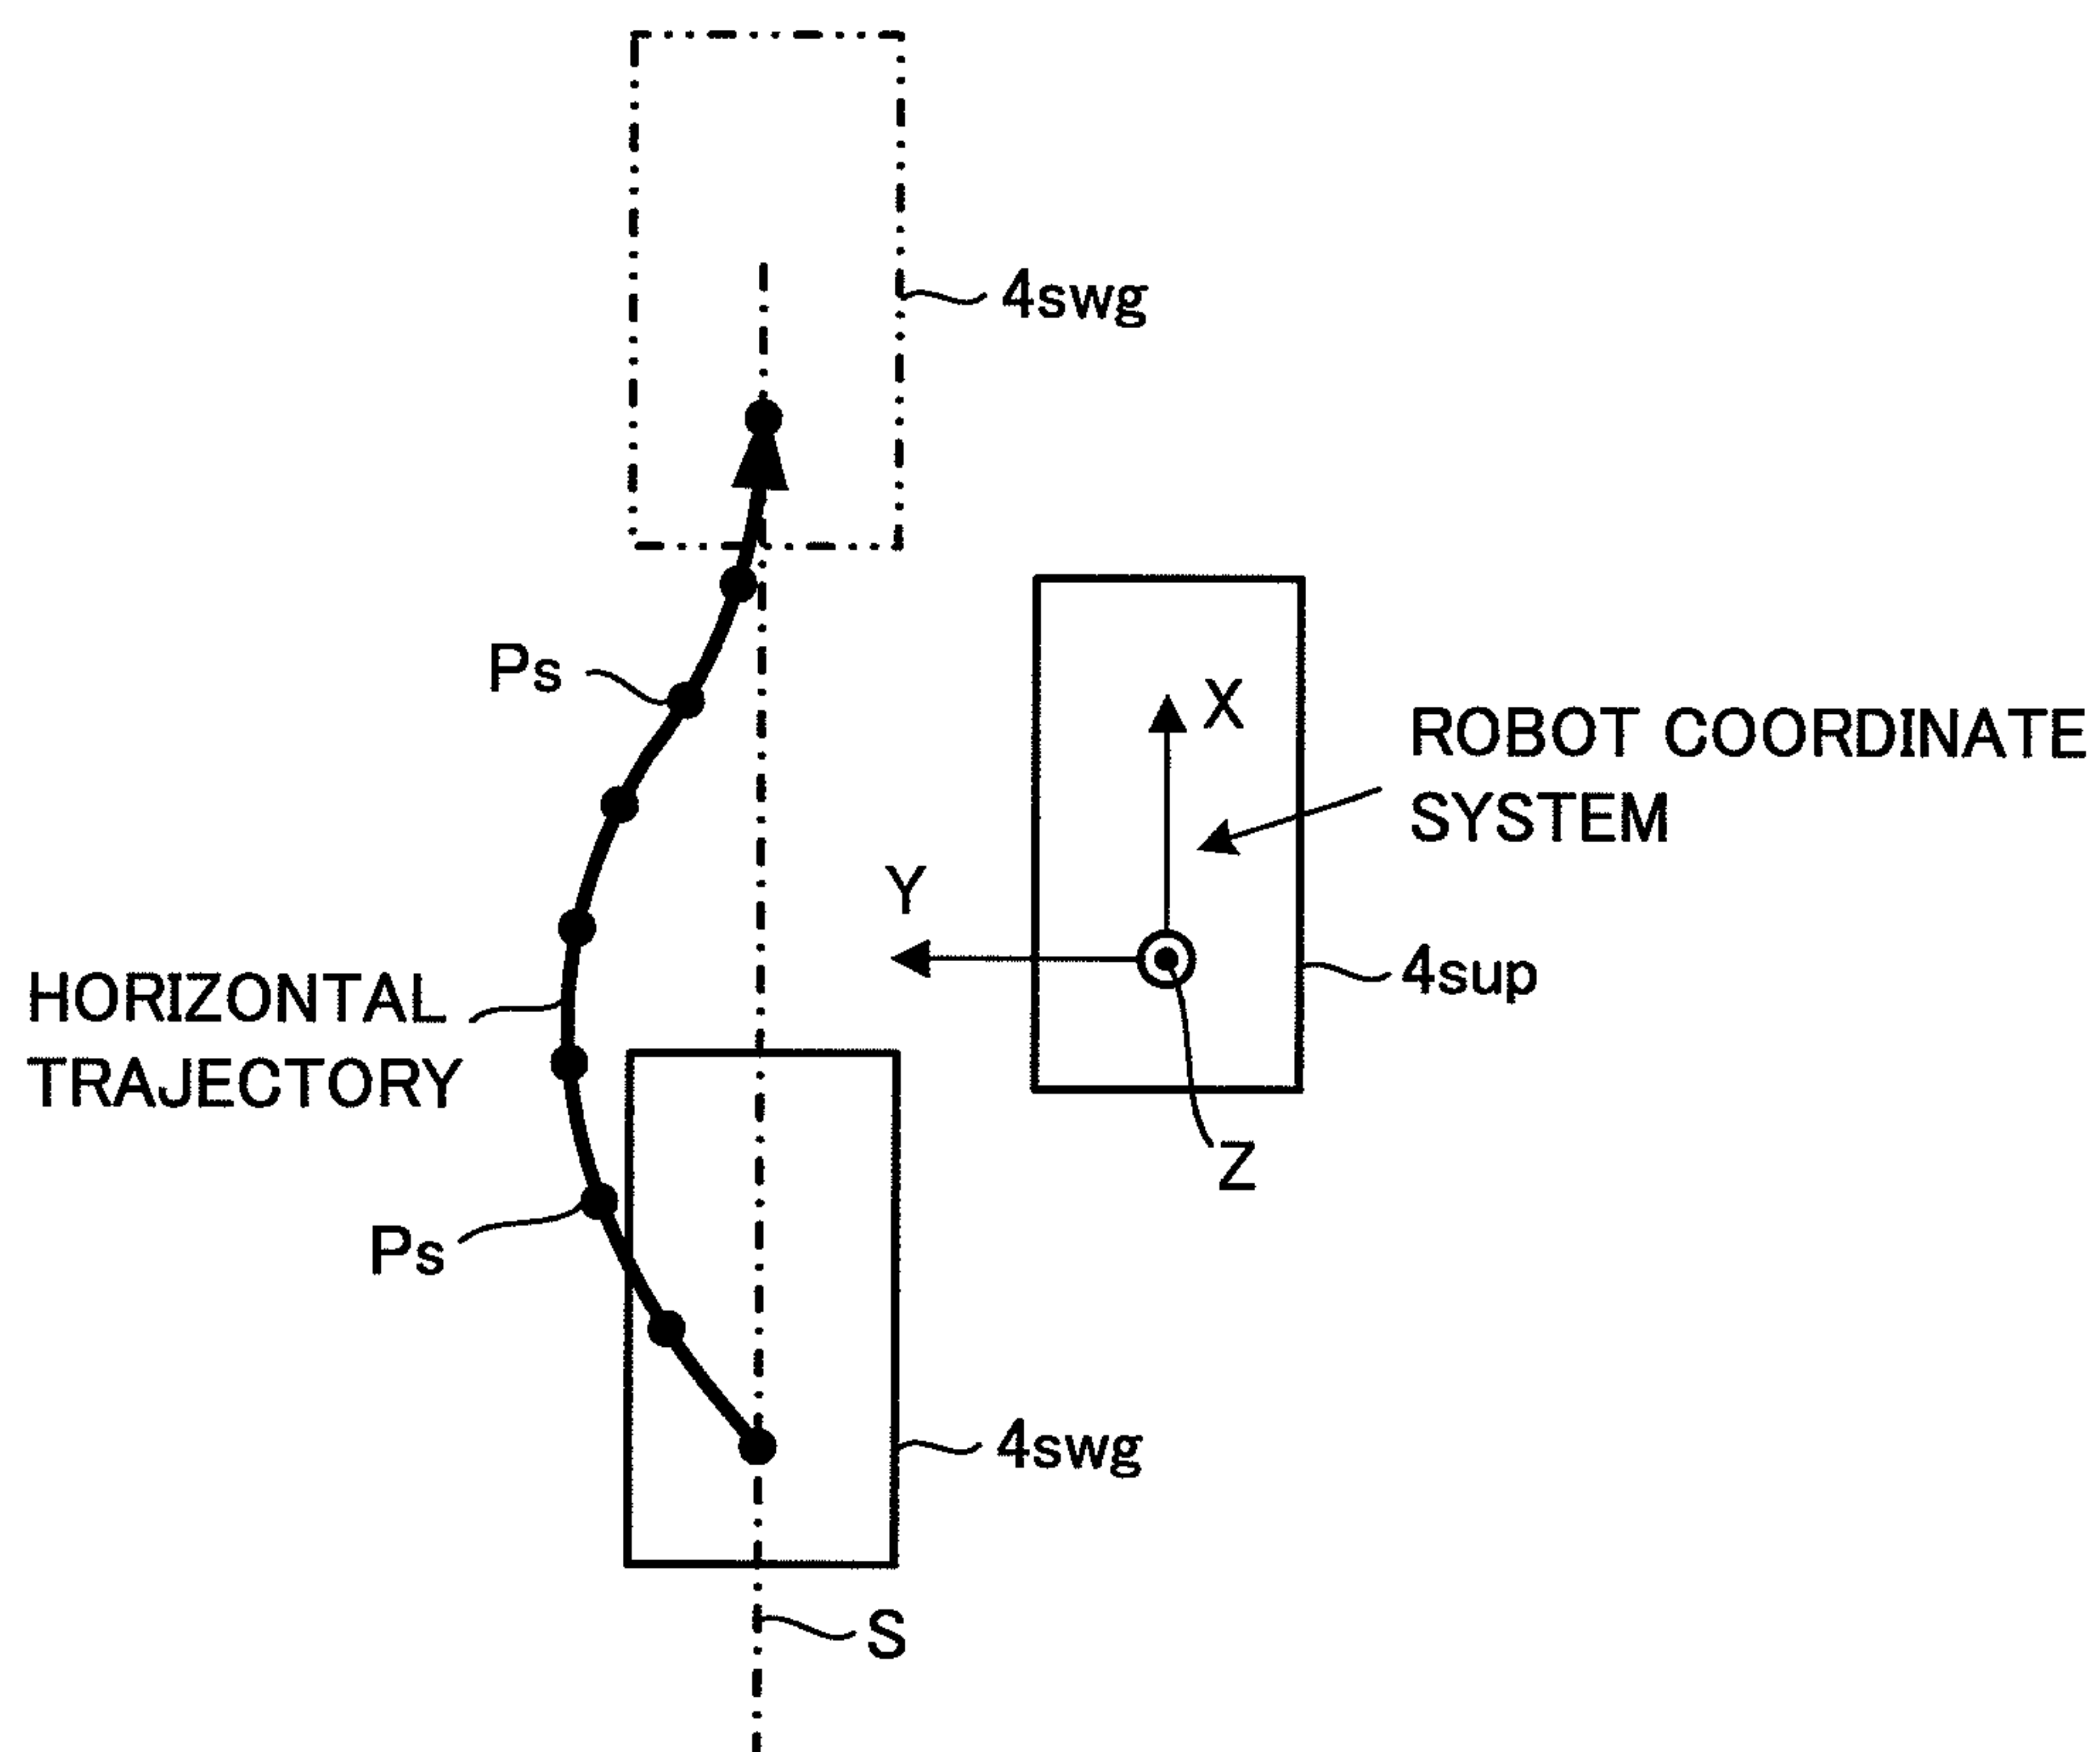 4swg
Ps
X
ROBOT COORDINATE
SYSTEM
Y
4sup
HORIZONTAL
TRAJECTORY
Z
Ps
4swg
S